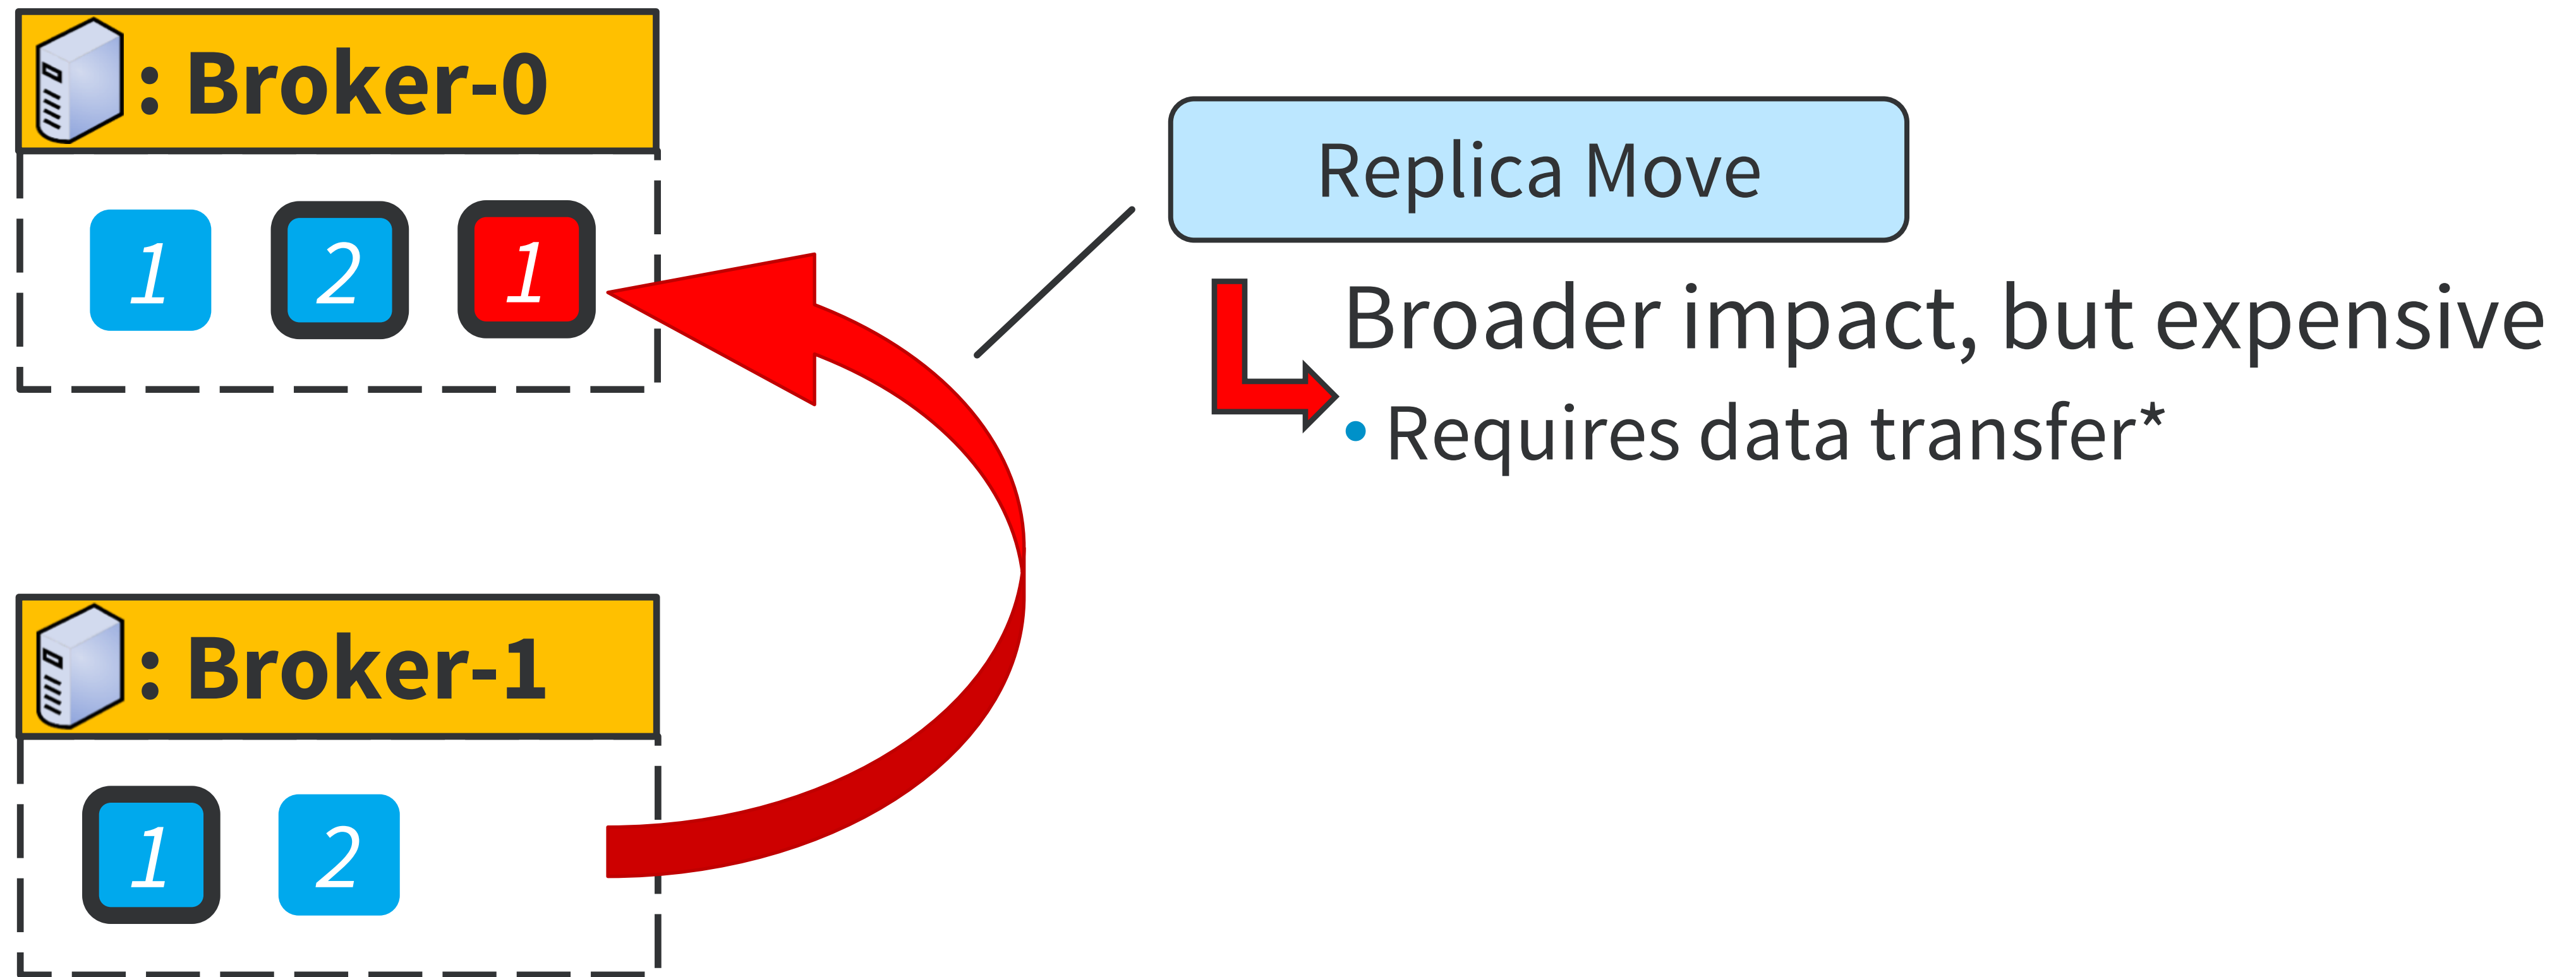 : Broker-0
1 2 1
Replica Move
Broader impact, but expensive
• Requires data transfer*
: Broker-1
1 2